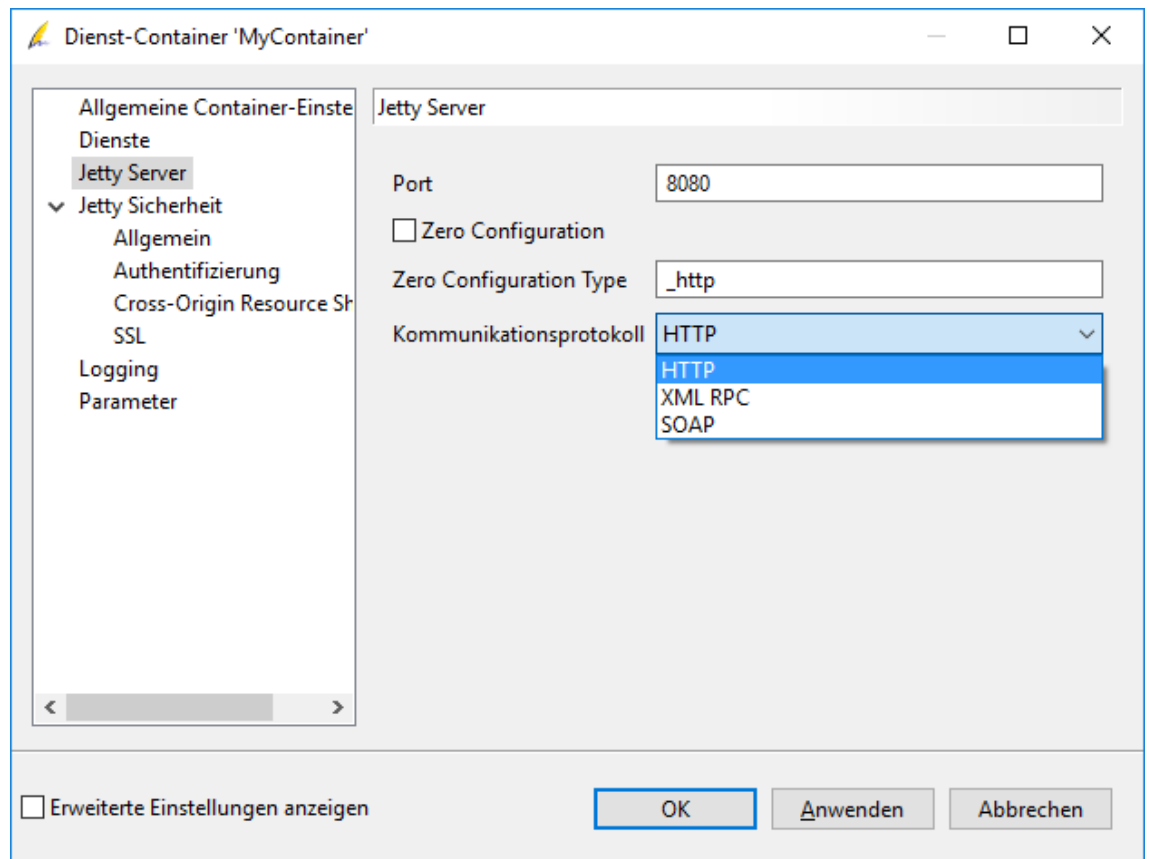 Dienst-Container 'MyContainer'
Allgemeine Container-Einste
Dienste
Jetty Server
Jetty Sicherheit
Allgemein
Authentifizierung
Cross-Origin Resource Sh
SSL
Logging
Parameter
Jetty Server
Port 8080
Zero Configuration
Zero Configuration Type _http
Kommunikationsprotokoll HTTP
HTTP
XML RPC
SOAP
Erweiterte Einstellungen anzeigen OK Anwenden Abbrechen